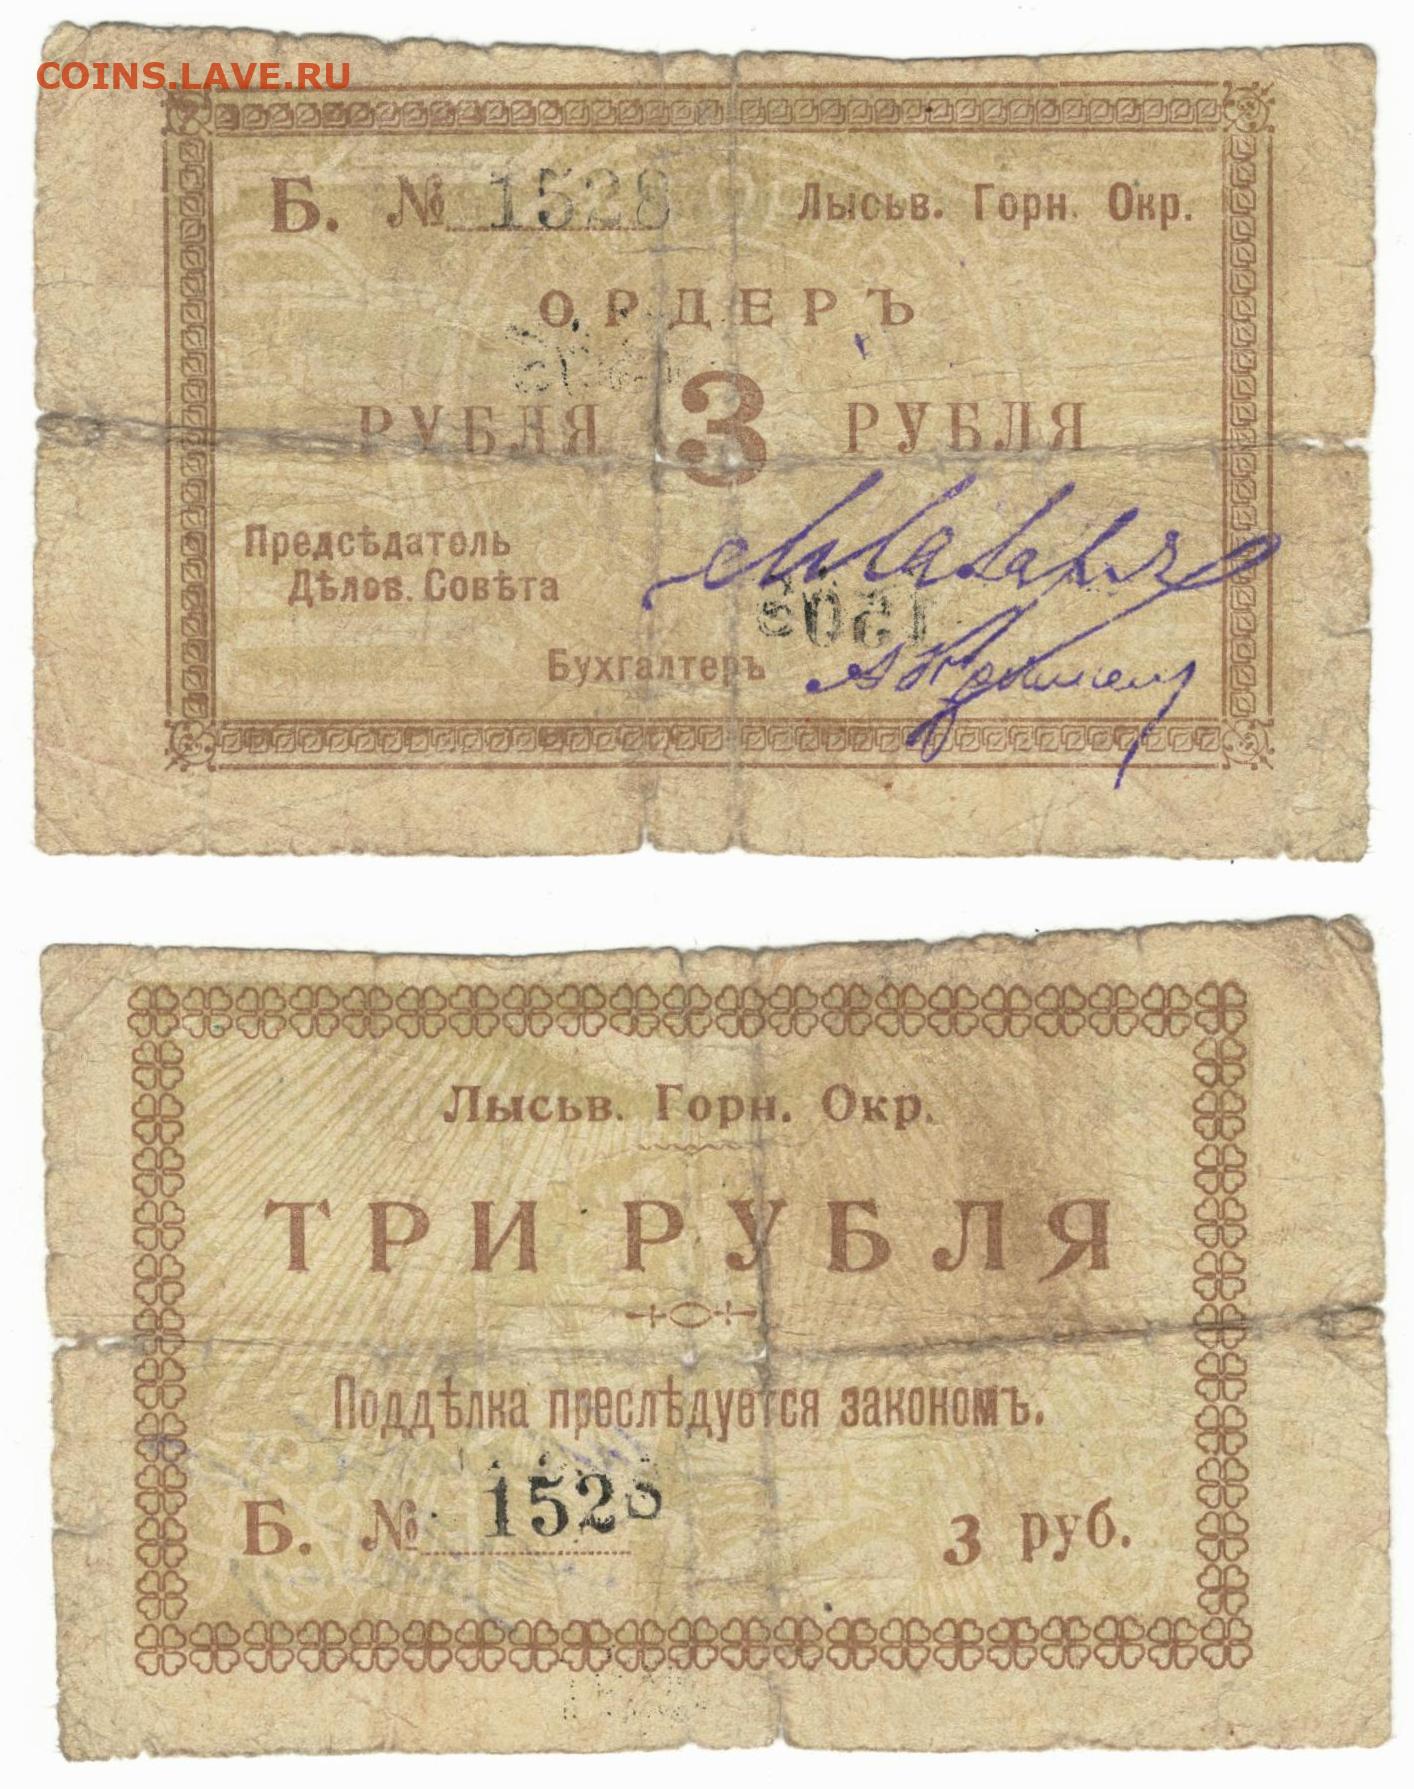 COINS.LAVE.RU
Б. № 1528 Лысьв. Горн. Окр.
ОРДЕРЪ
РУБЛЯ 3 РУБЛЯ
Предсѣдатель
Дѣлов. Совѣта
Бухгалтеръ
Лысьв. Горн. Окр.
ТРИ РУБЛЯ
Поддѣлка преслѣдуется закономъ.
Б. № 1528 3 руб.